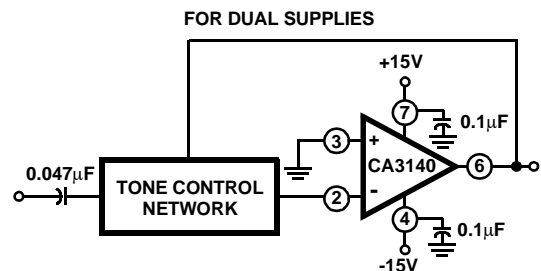 FOR DUAL SUPPLIES
+15V
7
0.1μF
3
+
CA3140
6
0.047μF
TONE CONTROL
NETWORK
2
-
4
0.1μF
-15V